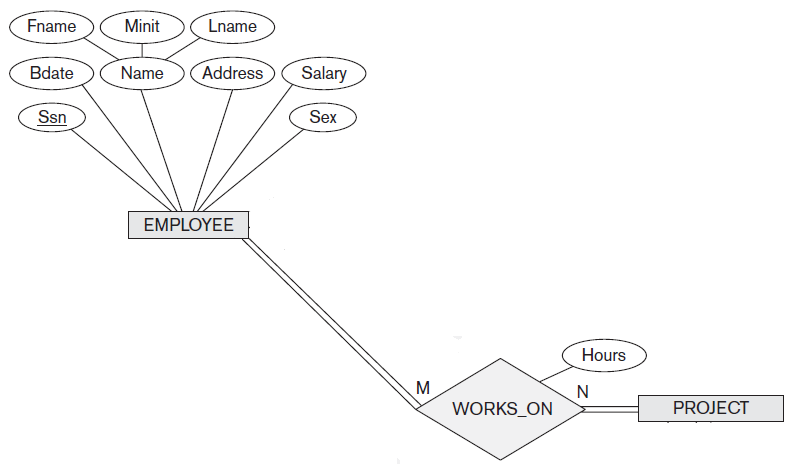 Fname Minit Lname
Bdate Name Address Salary
Ssn Sex
EMPLOYEE
Hours
M N
WORKS_ON PROJECT